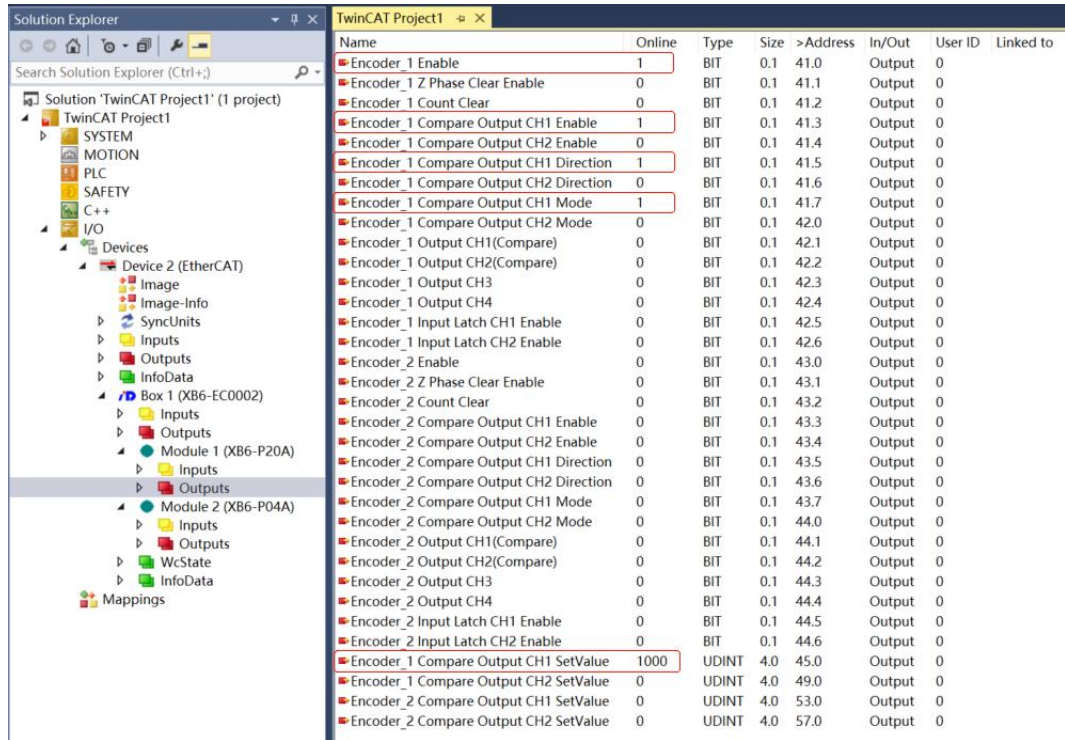 Solution Explorer
Search Solution Explorer (Ctrl+;)
Solution 'TwinCAT Project1' (1 project)
TwinCAT Project1
SYSTEM
MOTION
PLC
SAFETY
C++
I/O
Devices
Device 2 (EtherCAT)
Image
Image-Info
SyncUnits
Inputs
Outputs
InfoData
Box 1 (XB6-EC0002)
Inputs
Outputs
Module 1 (XB6-P20A)
Inputs
Outputs
Module 2 (XB6-P04A)
Inputs
Outputs
WcState
InfoData
Mappings
TwinCAT Project1
Name Online Type Size >Address In/Out User ID Linked to
Encoder_1 Enable 1 BIT 0.1 41.0 Output 0
Encoder_1 Z Phase Clear Enable 0 BIT 0.1 41.1 Output 0
Encoder_1 Count Clear 0 BIT 0.1 41.2 Output 0
Encoder_1 Compare Output CH1 Enable 1 BIT 0.1 41.3 Output 0
Encoder_1 Compare Output CH2 Enable 0 BIT 0.1 41.4 Output 0
Encoder_1 Compare Output CH1 Direction 1 BIT 0.1 41.5 Output 0
Encoder_1 Compare Output CH2 Direction 0 BIT 0.1 41.6 Output 0
Encoder_1 Compare Output CH1 Mode 1 BIT 0.1 41.7 Output 0
Encoder_1 Compare Output CH2 Mode 0 BIT 0.1 42.0 Output 0
Encoder_1 Output CH1(Compare) 0 BIT 0.1 42.1 Output 0
Encoder_1 Output CH2(Compare) 0 BIT 0.1 42.2 Output 0
Encoder_1 Output CH3 0 BIT 0.1 42.3 Output 0
Encoder_1 Output CH4 0 BIT 0.1 42.4 Output 0
Encoder_1 Input Latch CH1 Enable 0 BIT 0.1 42.5 Output 0
Encoder_1 Input Latch CH2 Enable 0 BIT 0.1 42.6 Output 0
Encoder_2 Enable 0 BIT 0.1 43.0 Output 0
Encoder_2 Z Phase Clear Enable 0 BIT 0.1 43.1 Output 0
Encoder_2 Count Clear 0 BIT 0.1 43.2 Output 0
Encoder_2 Compare Output CH1 Enable 0 BIT 0.1 43.3 Output 0
Encoder_2 Compare Output CH2 Enable 0 BIT 0.1 43.4 Output 0
Encoder_2 Compare Output CH1 Direction 0 BIT 0.1 43.5 Output 0
Encoder_2 Compare Output CH2 Direction 0 BIT 0.1 43.6 Output 0
Encoder_2 Compare Output CH1 Mode 0 BIT 0.1 43.7 Output 0
Encoder_2 Compare Output CH2 Mode 0 BIT 0.1 44.0 Output 0
Encoder_2 Output CH1(Compare) 0 BIT 0.1 44.1 Output 0
Encoder_2 Output CH2(Compare) 0 BIT 0.1 44.2 Output 0
Encoder_2 Output CH3 0 BIT 0.1 44.3 Output 0
Encoder_2 Output CH4 0 BIT 0.1 44.4 Output 0
Encoder_2 Input Latch CH1 Enable 0 BIT 0.1 44.5 Output 0
Encoder_2 Input Latch CH2 Enable 0 BIT 0.1 44.6 Output 0
Encoder_1 Compare Output CH1 SetValue 1000 UDINT 4.0 45.0 Output 0
Encoder_1 Compare Output CH2 SetValue 0 UDINT 4.0 49.0 Output 0
Encoder_2 Compare Output CH1 SetValue 0 UDINT 4.0 53.0 Output 0
Encoder_2 Compare Output CH2 SetValue 0 UDINT 4.0 57.0 Output 0